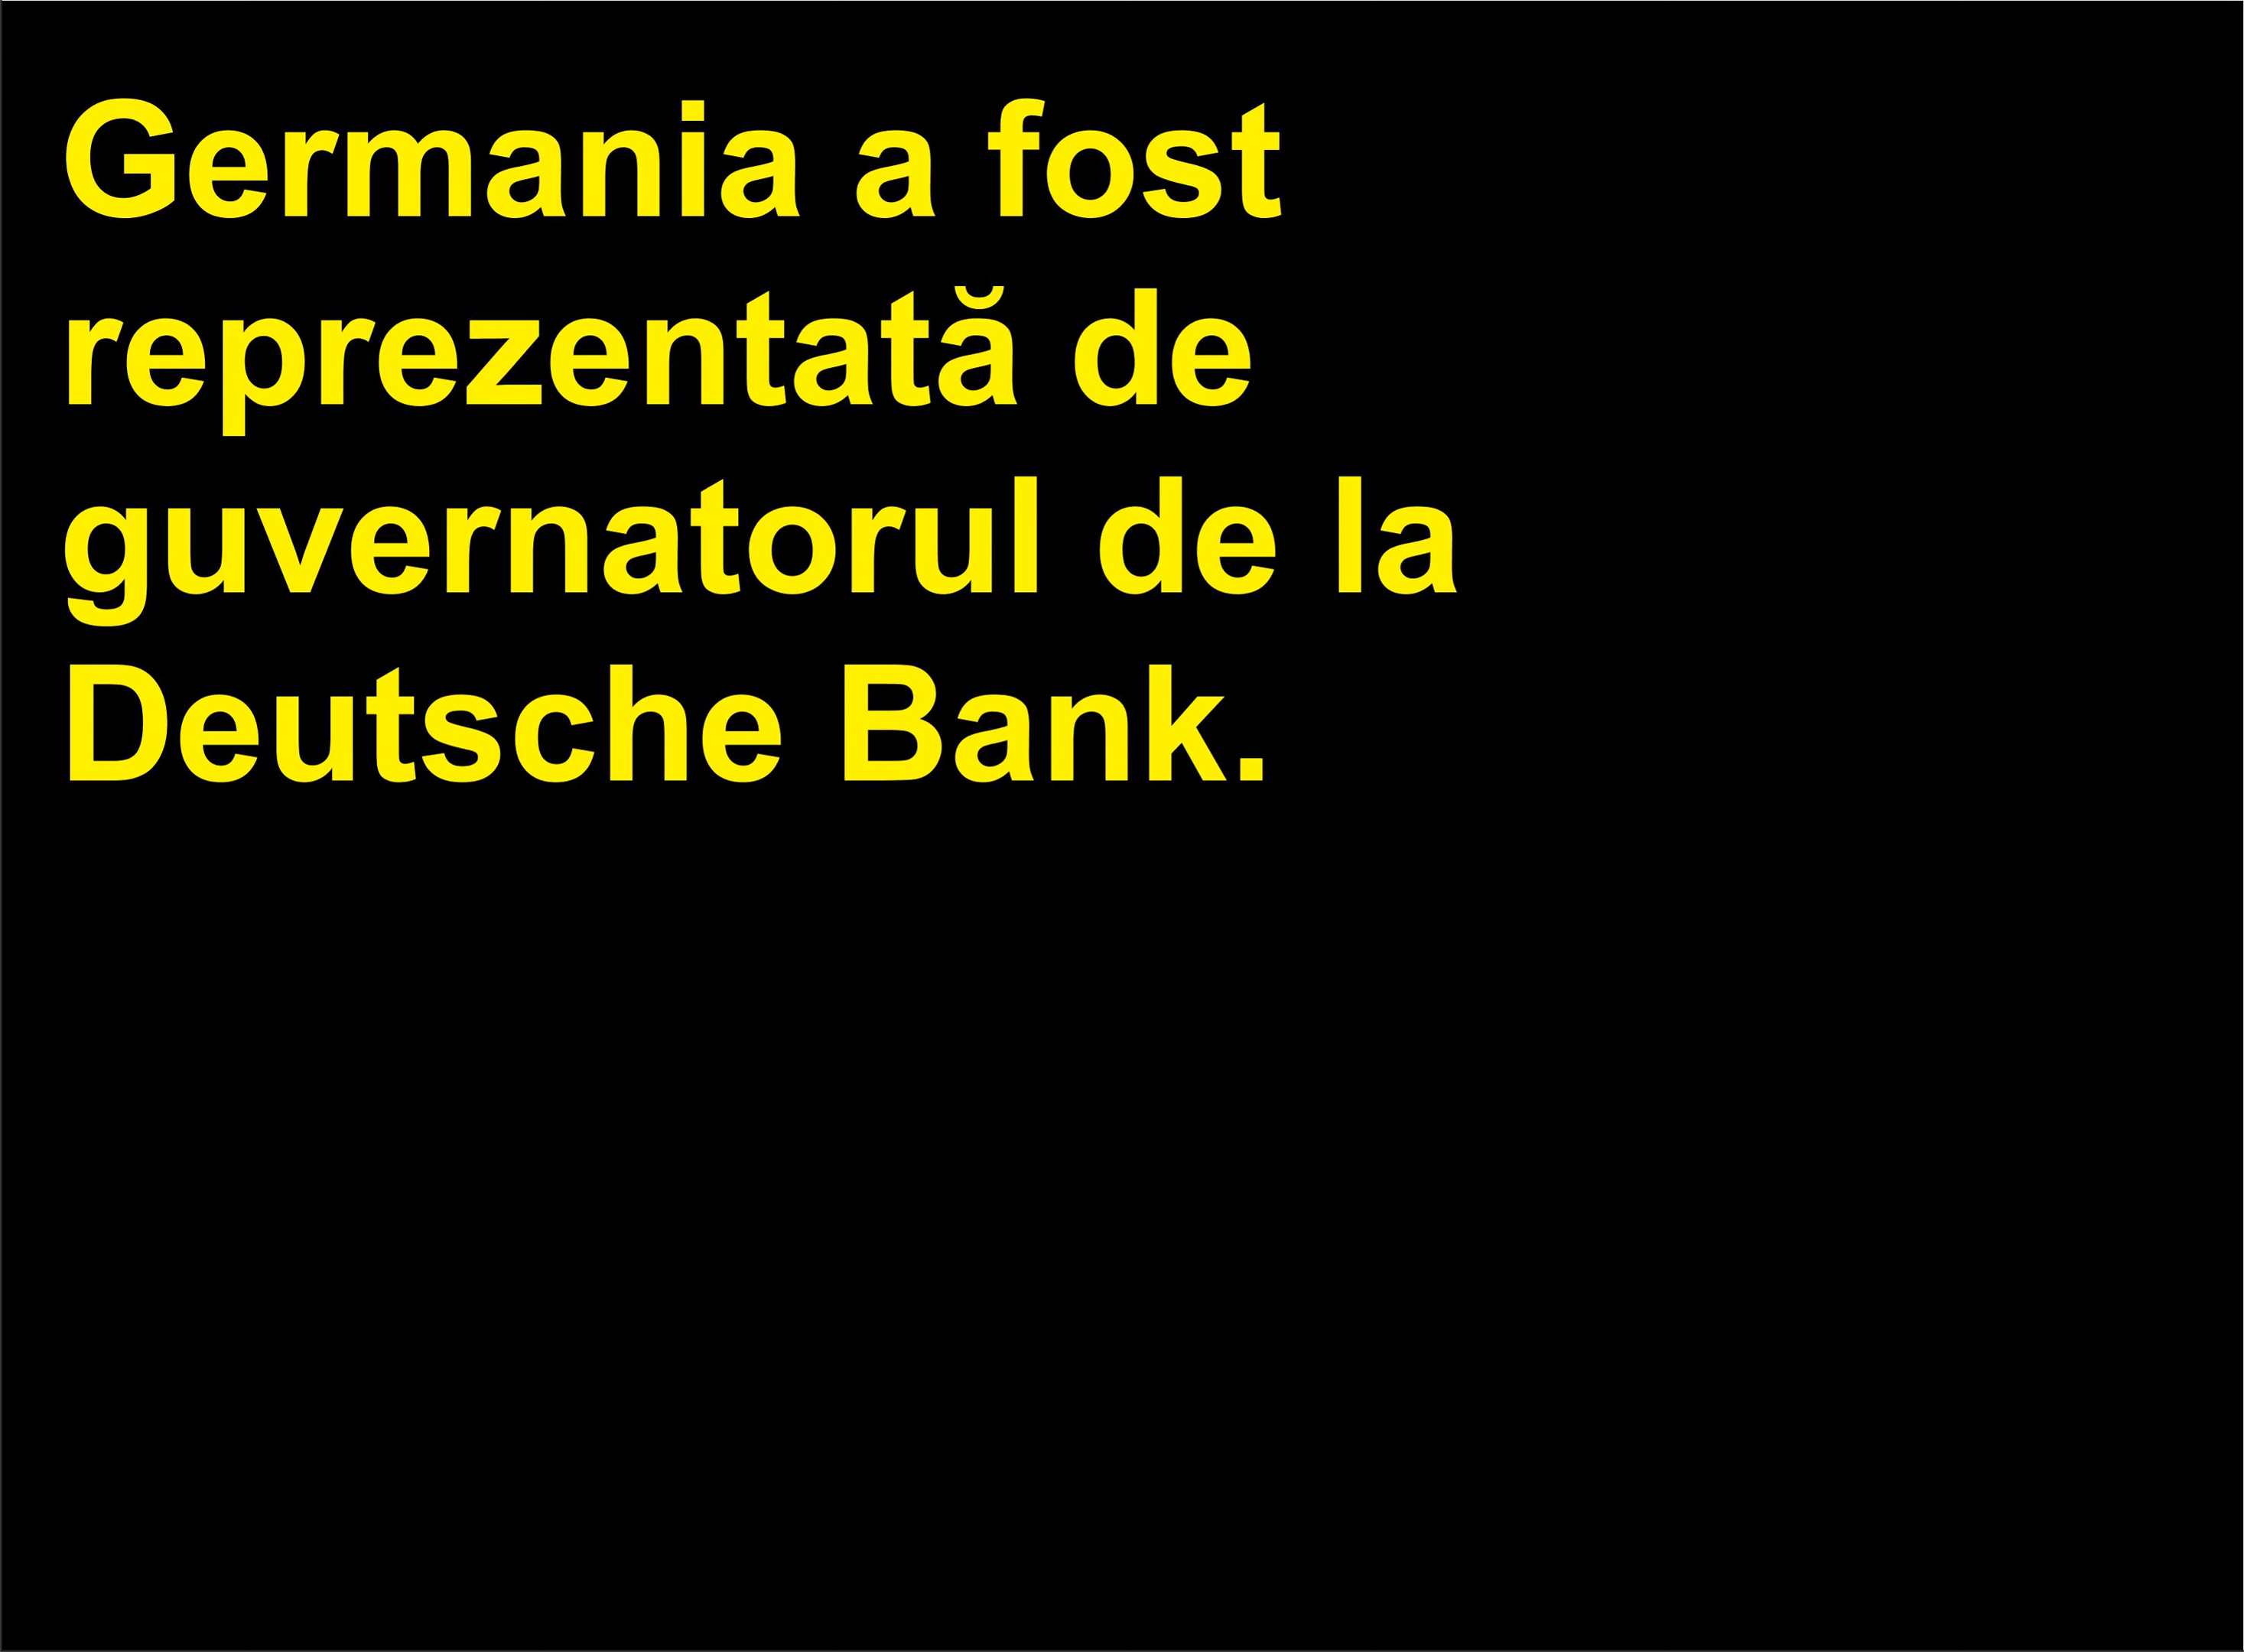 Germania a fost
reprezentată de
guvernatorul de la
Deutsche Bank.